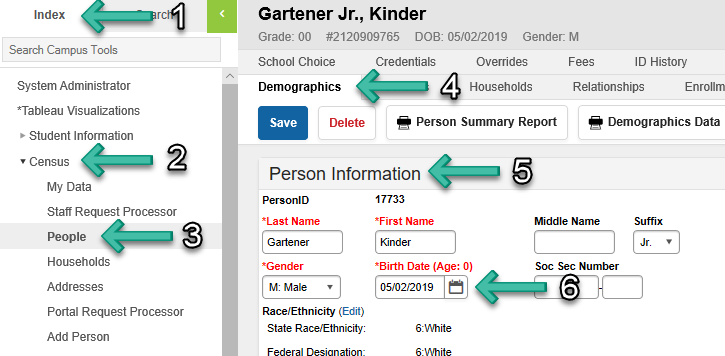 Index
Search
1
Search Campus Tools
System Administrator
*Tableau Visualizations
Student Information
Census
2
My Data
Staff Request Processor
People
3
Households
Addresses
Portal Request Processor
Add Person
Gartener Jr., Kinder
Grade: 00 #2120909765 DOB: 05/02/2019 Gender: M
School Choice Credentials Overrides Fees ID History
Demographics 4 Households Relationships Enrollm
Save Delete Person Summary Report Demographics Data
Person Information 5
PersonID 17733
*Last Name *First Name Middle Name Suffix
Gartener Kinder Jr.
*Gender *Birth Date (Age: 0) Soc Sec Number
M: Male 05/02/2019 6 -
Race/Ethnicity (Edit)
State Race/Ethnicity: 6:White
Federal Designation: 6:White